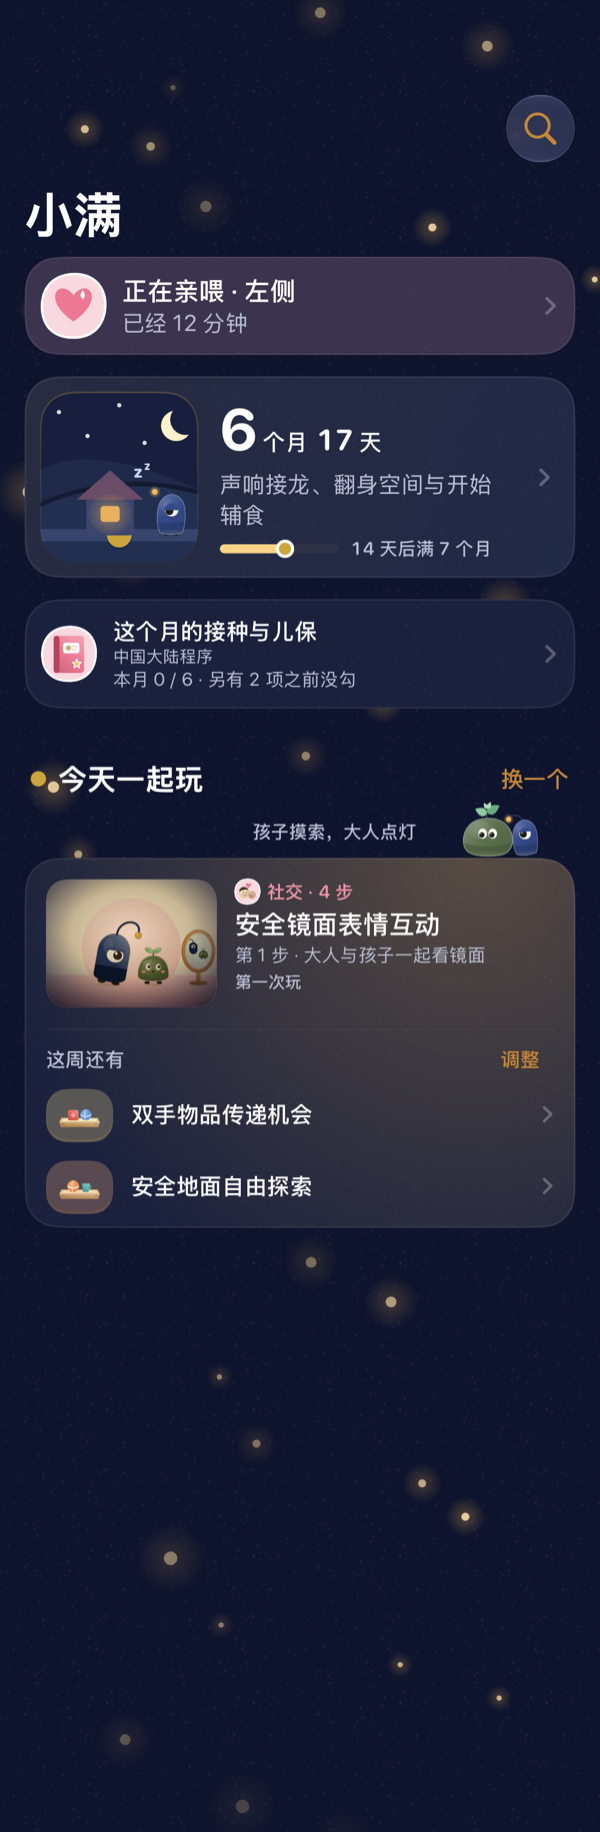 小满
正在亲喂 · 左侧
已经 12 分钟
z z
6 个月 17 天
声响接龙、翻身空间与开始
辅食
14 天后满 7 个月
这个月的接种与儿保
中国大陆程序
本月 0 / 6 · 另有 2 项之前没勾
今天一起玩
换一个
孩子摸索，大人点灯
社交 · 4 步
安全镜面表情互动
第 1 步 · 大人与孩子一起看镜面
第一次玩
这周还有
调整
双手物品传递机会
安全地面自由探索